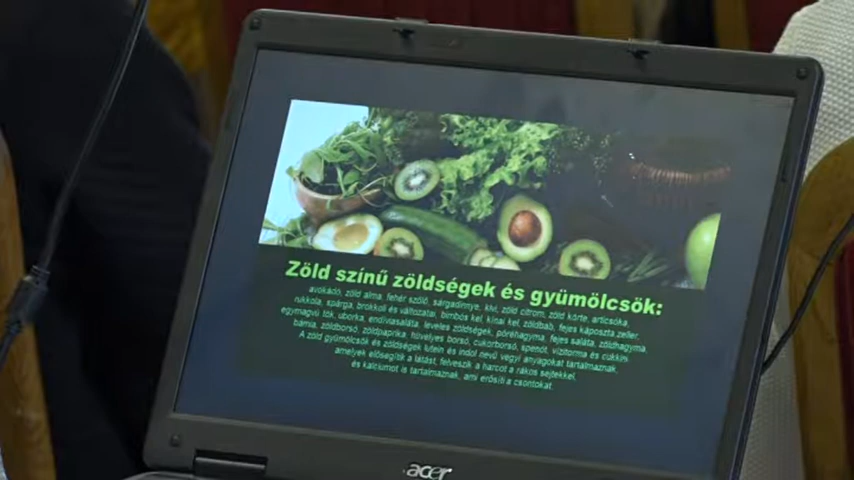 Zöld színű zöldségek és gyümölcsök:
avokádó, zöld alma, fehér szőlő, sárgadinnye, kivi, zöld citrom, zöld körte, articsóka,
rukkola, spárga, brokkoli és változatai, bimbós kel, kínai kel, zöldbab, fejes káposzta, zeller,
egymagvú tök, uborka, endíviasaláta, leveles zöldségek, póréhagyma, fejes saláta, zöldhagyma,
bámia, zöldborsó, zöldpaprika, hüvelyes borsó, cukorborsó, spenót, vízitorma és cukkini.
A zöld gyümölcsök és zöldségek lutein és indol nevű vegyi anyagokat tartalmaznak,
amelyek elősegítik a látást, felveszik a harcot a rákos sejtekkel,
és kalciumot is tartalmaznak, ami erősíti a csontokat.
acer